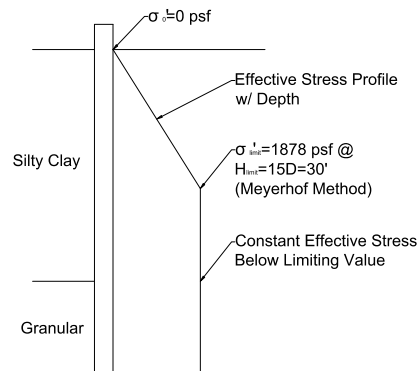 σ₀'=0 psf
Effective Stress Profile
w/ Depth
σ limit'=1878 psf @
Hlimit=15D=30'
(Meyerhof Method)
Silty Clay
Constant Effective Stress
Below Limiting Value
Granular